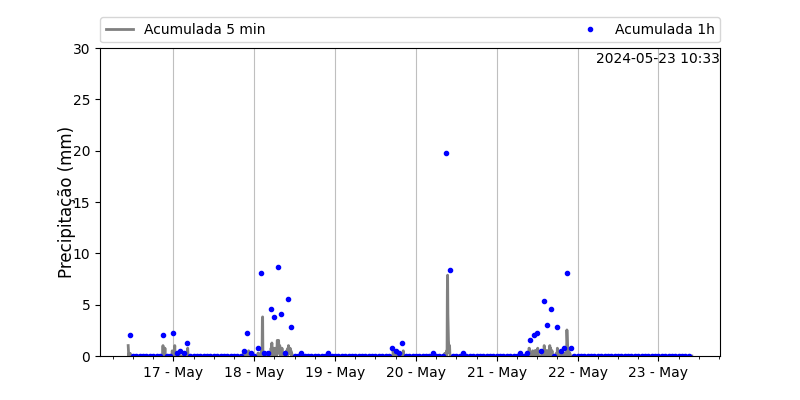 Acumulada 5 min
Acumulada 1h
2024-05-23 10:33
Precipitação (mm)
30
25
20
15
10
5
0
17 - May
18 - May
19 - May
20 - May
21 - May
22 - May
23 - May